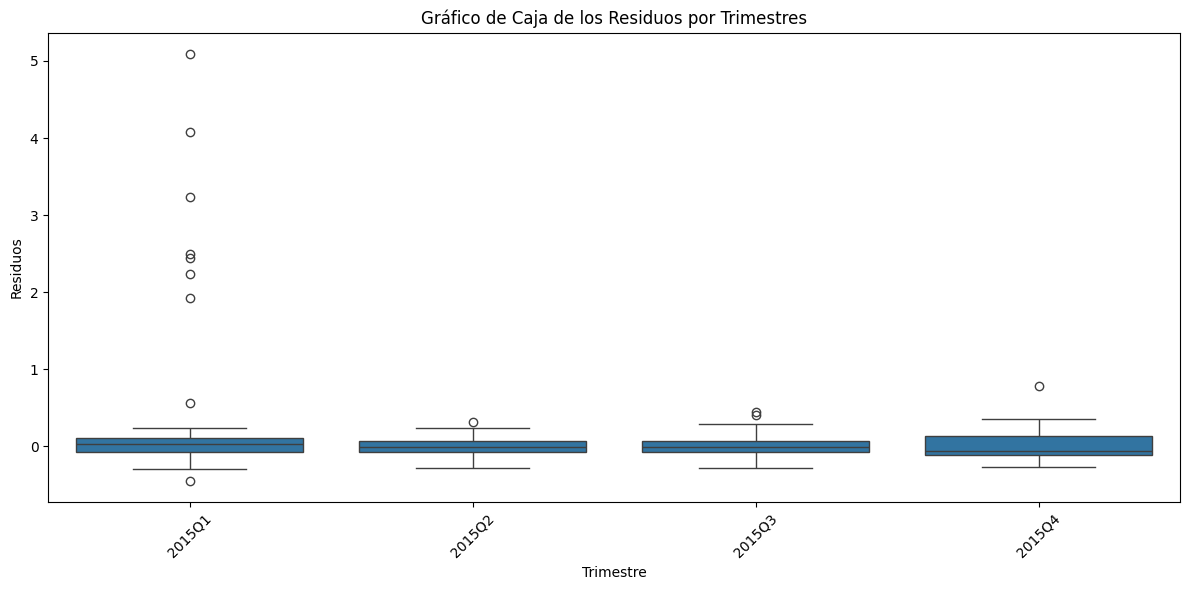 Gráfico de Caja de los Residuos por Trimestres
5
4
3
2
1
0
Residuos
2015Q1
2015Q2
2015Q3
2015Q4
Trimestre